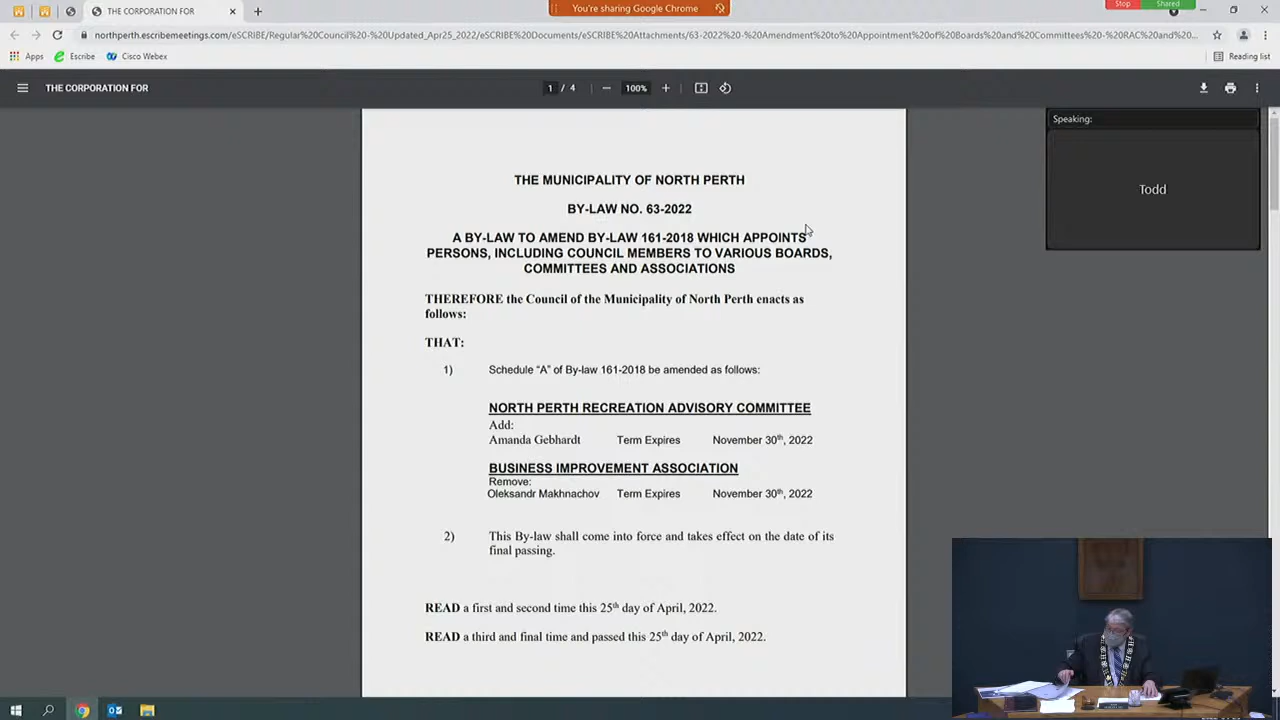 You're sharing Google Chrome
Stop
Shared
THE CORPORATION FOR
northperth.escribemeetings.com/eSCRIBE/Regular%20Council%20-%20Updated_Apr25_2022/eSCRIBE%20Documents/eSCRIBE%20Attachments/63-2022%20-%20Amendment%20to%20Appointment%20of%20Boards%20and%20Committees%20-%20RAC%20and%20...
Apps
Escribe
Cisco Webex
Reading list
THE CORPORATION FOR
1 / 4
100%
Speaking:
Todd
THE MUNICIPALITY OF NORTH PERTH
BY-LAW NO. 63-2022
A BY-LAW TO AMEND BY-LAW 161-2018 WHICH APPOINTS
PERSONS, INCLUDING COUNCIL MEMBERS TO VARIOUS BOARDS,
COMMITTEES AND ASSOCIATIONS
THEREFORE the Council of the Municipality of North Perth enacts as
follows:
THAT:
1) Schedule “A” of By-law 161-2018 be amended as follows:
NORTH PERTH RECREATION ADVISORY COMMITTEE
Add:
Amanda Gebhardt Term Expires November 30th, 2022
BUSINESS IMPROVEMENT ASSOCIATION
Remove:
Oleksandr Makhnachov Term Expires November 30th, 2022
2) This By-law shall come into force and takes effect on the date of its
final passing.
READ a first and second time this 25th day of April, 2022.
READ a third and final time and passed this 25th day of April, 2022.